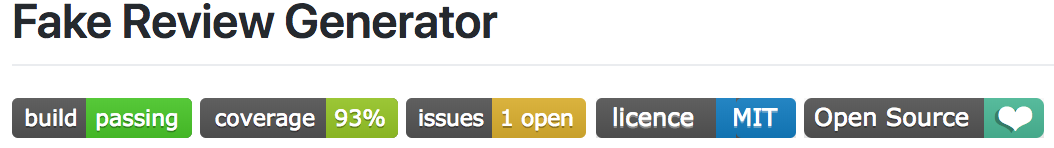 Fake Review Generator
build passing coverage 93% issues 1 open licence MIT Open Source